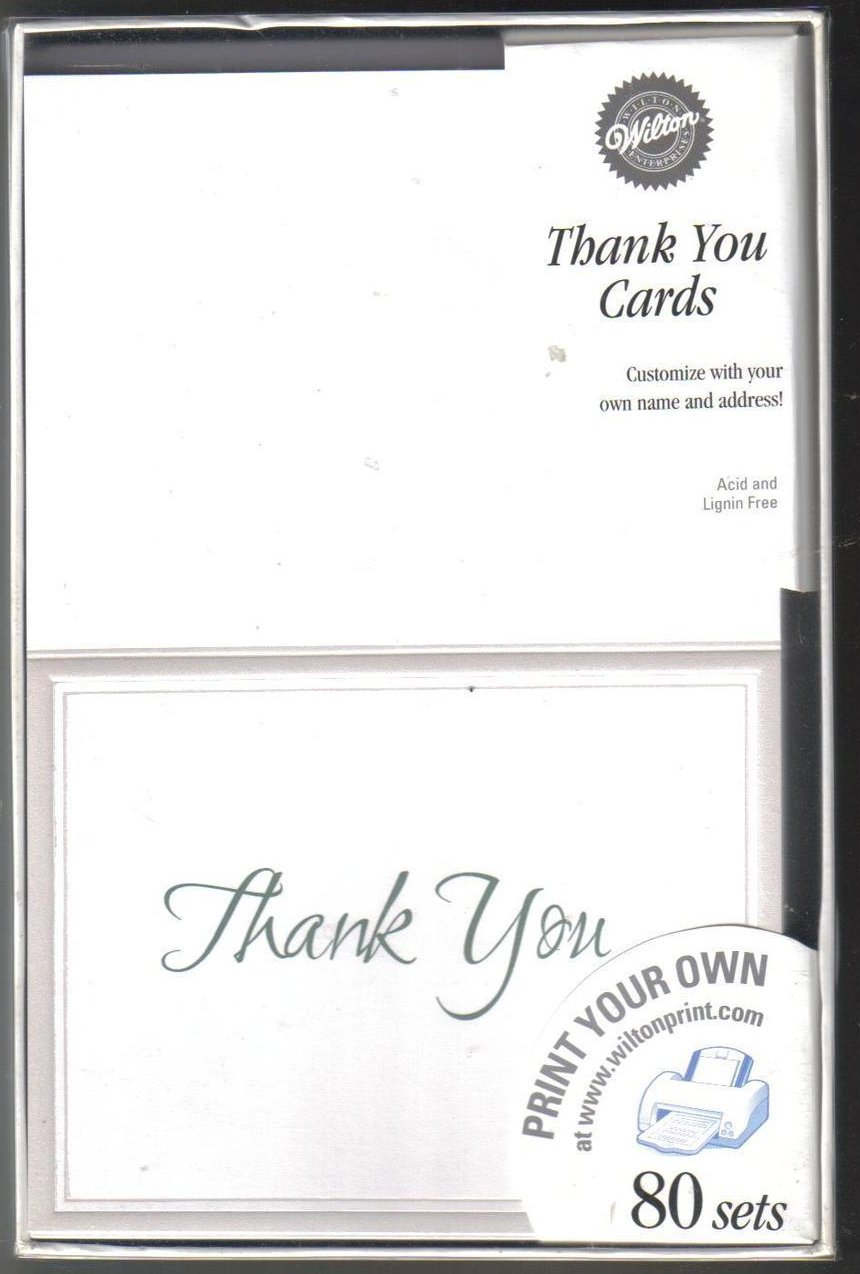 WILTON
Wilton
ENTERPRISES
Thank You
Cards
Customize with your
own name and address!
Acid and
Lignin Free
Thank You
PRINT YOUR OWN
at www.wiltonprint.com
80 sets